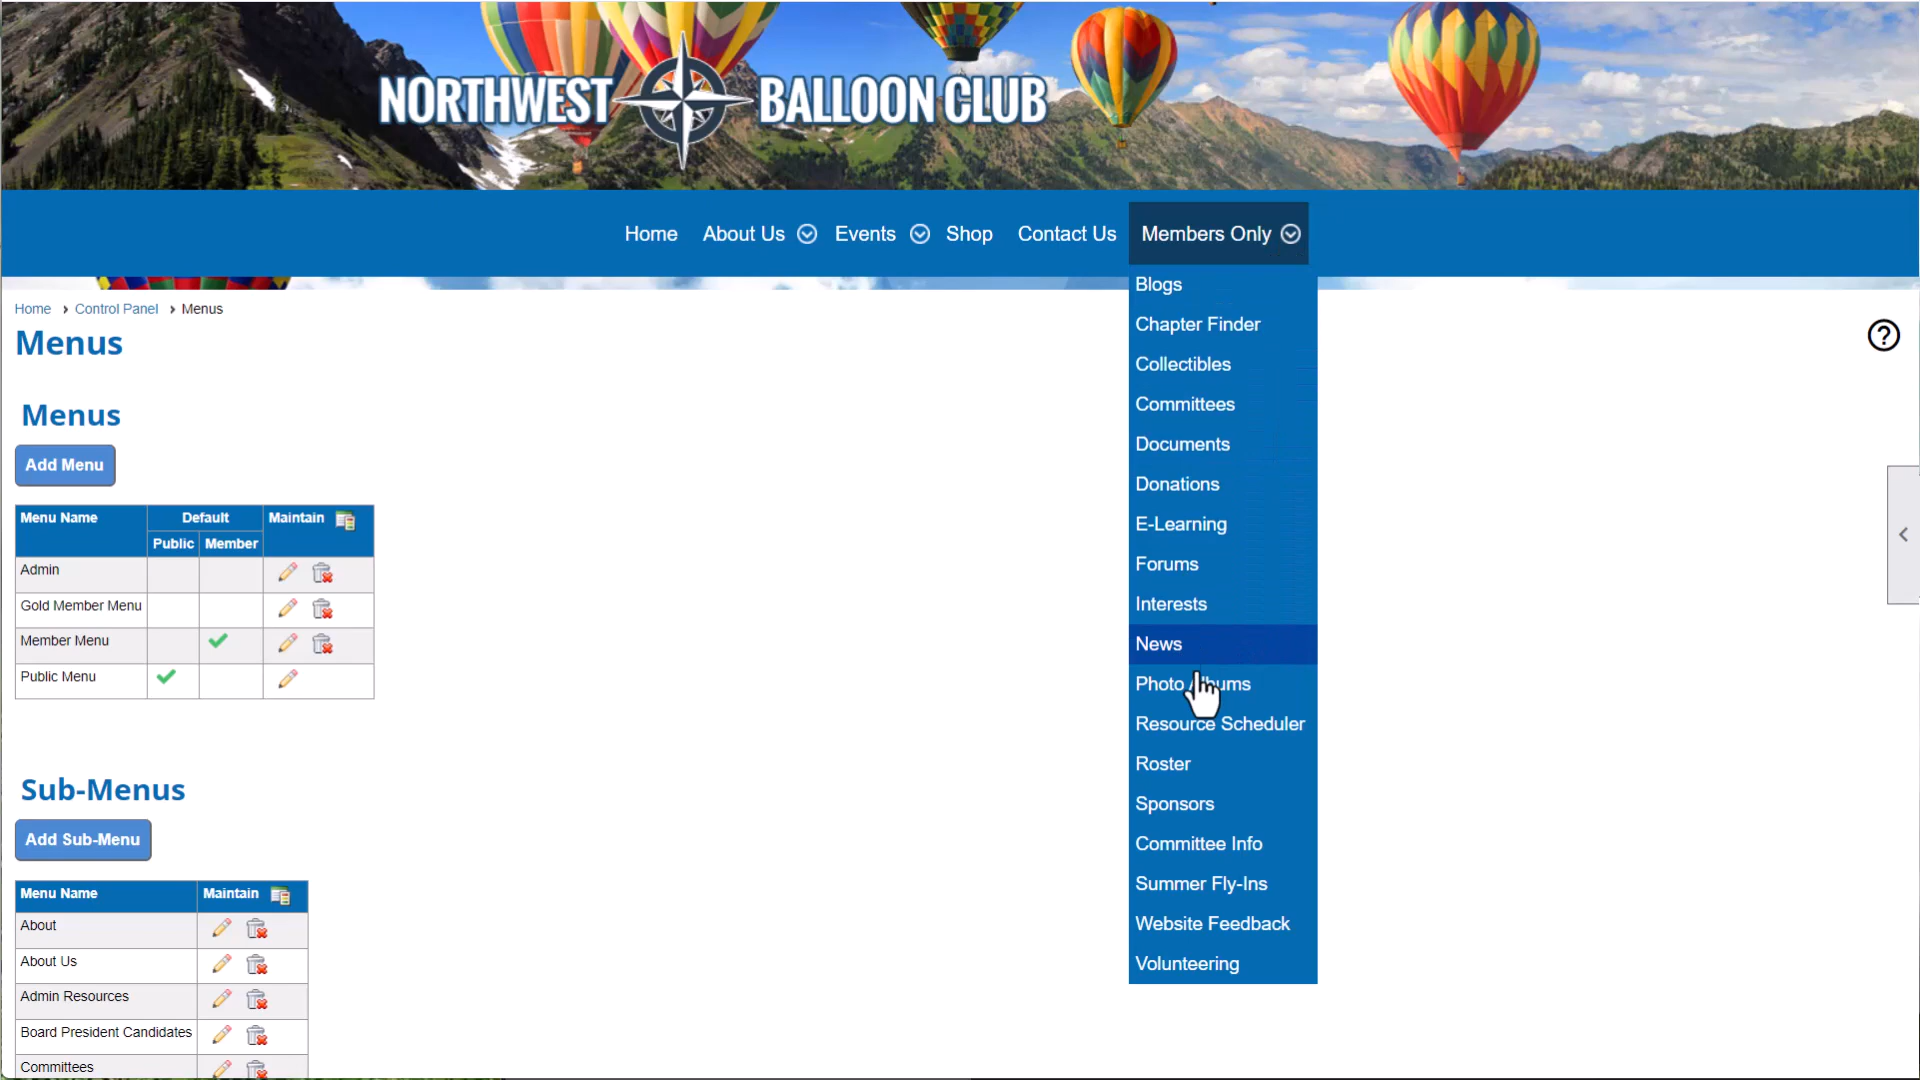 NORTHWEST BALLOON CLUB
Home About Us Events Shop Contact Us Members Only
Blogs
Chapter Finder
Collectibles
Committees
Documents
Donations
E-Learning
Forums
Interests
News
Photo Albums
Resource Scheduler
Roster
Sponsors
Committee Info
Summer Fly-Ins
Website Feedback
Volunteering
Home › Control Panel › Menus
Menus
Menus
Add Menu
Menu Name Default Maintain
Public Member
Admin
Gold Member Menu
Member Menu
Public Menu
Sub-Menus
Add Sub-Menu
Menu Name Maintain
About
About Us
Admin Resources
Board President Candidates
Committees